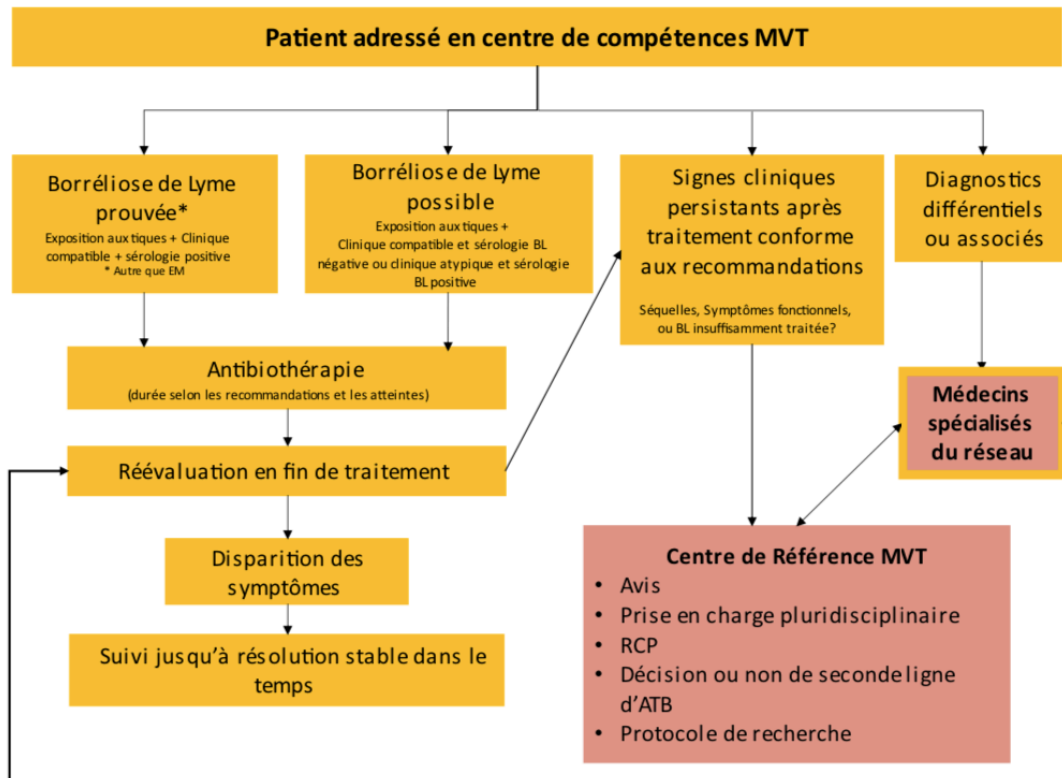 Patient adressé en centre de compétences MVT
Borréliose de Lyme
prouvée*
Exposition aux tiques + Clinique
compatible + sérologie positive
* Autre que EM
Borréliose de Lyme
possible
Exposition aux tiques +
Clinique compatible et sérologie BL
négative ou clinique atypique et sérologie
BL positive
Signes cliniques
persistants après
traitement conforme
aux recommandations
Séquelles, Symptômes fonctionnels,
ou BL insuffisamment traitée?
Diagnostics
différentiels
ou associés
Antibiothérapie
(durée selon les recommandations et les atteintes)
Médecins
spécialisés
du réseau
Réévaluation en fin de traitement
Disparition des
symptômes
Suivi jusqu'à résolution stable dans le
temps
Centre de Référence MVT
• Avis
• Prise en charge pluridisciplinaire
• RCP
• Décision ou non de seconde ligne
d'ATB
• Protocole de recherche